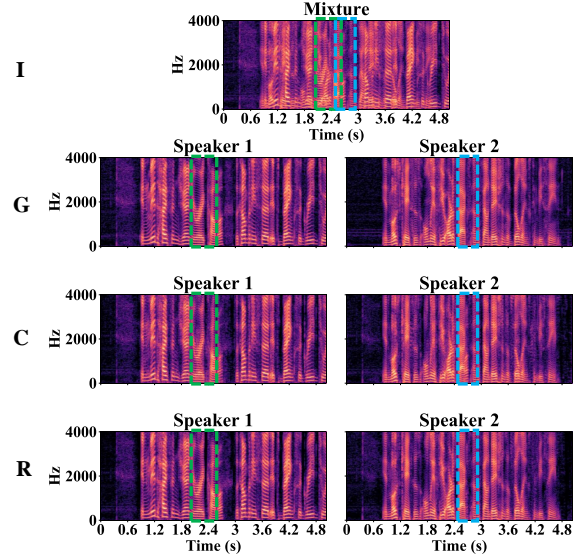 Mixture
I
Hz
4000
2000
0
0 0.6 1.2 1.8 2.4 3 3.6 4.2 4.8
Time (s)
Speaker 1 Speaker 2
G
Hz
4000
2000
0
Speaker 1 Speaker 2
C
Hz
4000
2000
0
Speaker 1 Speaker 2
R
Hz
4000
2000
0
0 0.6 1.2 1.8 2.4 3 3.6 4.2 4.8 0 0.6 1.2 1.8 2.4 3 3.6 4.2 4.8
Time (s) Time (s)